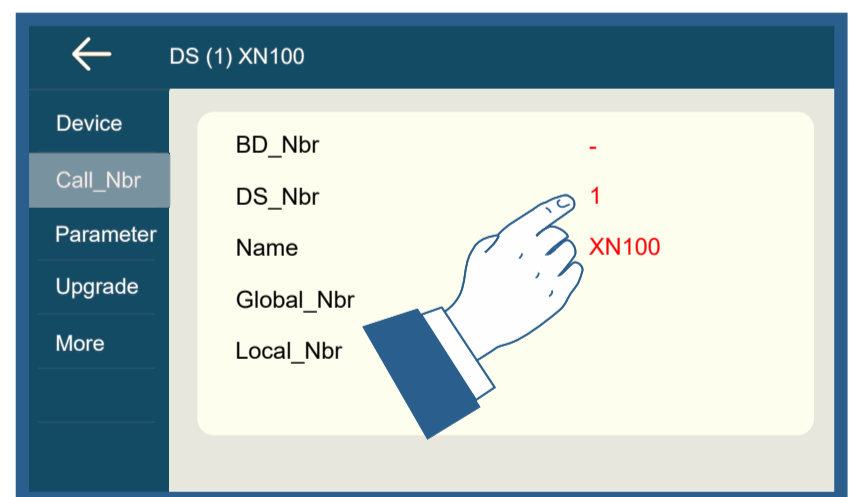 DS (1) XN100
Device
Call_Nbr
Parameter
Upgrade
More
BD_Nbr -
DS_Nbr 1
Name XN100
Global_Nbr
Local_Nbr